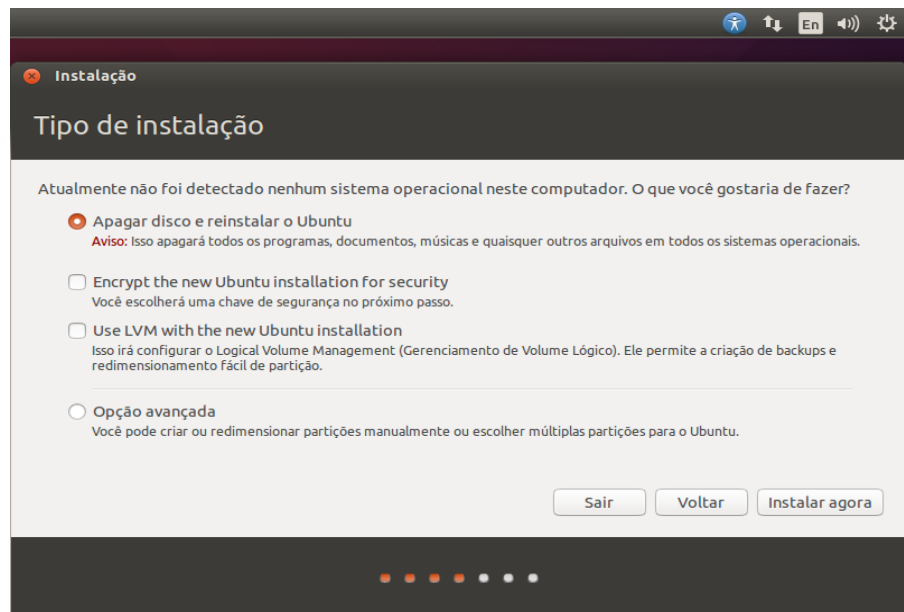 En
Instalação
Tipo de instalação
Atualmente não foi detectado nenhum sistema operacional neste computador. O que você gostaria de fazer?
Apagar disco e reinstalar o Ubuntu
Aviso: Isso apagará todos os programas, documentos, músicas e quaisquer outros arquivos em todos os sistemas operacionais.
Encrypt the new Ubuntu installation for security
Você escolherá uma chave de segurança no próximo passo.
Use LVM with the new Ubuntu installation
Isso irá configurar o Logical Volume Management (Gerenciamento de Volume Lógico). Ele permite a criação de backups e
redimensionamento fácil de partição.
Opção avançada
Você pode criar ou redimensionar partições manualmente ou escolher múltiplas partições para o Ubuntu.
Sair Voltar Instalar agora